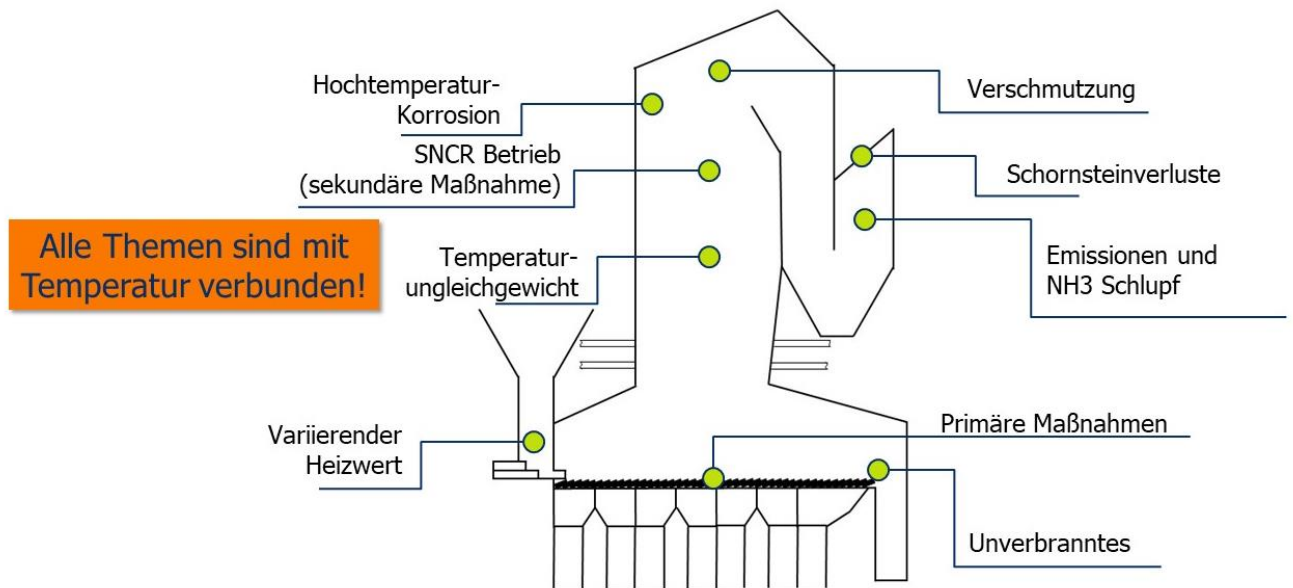 Hochtemperatur-
Korrosion
SNCR Betrieb
(sekundäre Maßnahme)
Alle Themen sind mit
Temperatur verbunden!
Temperatur-
ungleichgewicht
Variierender
Heizwert
Verschmutzung
Schornsteinverluste
Emissionen und
NH3 Schlupf
Primäre Maßnahmen
Unverbranntes